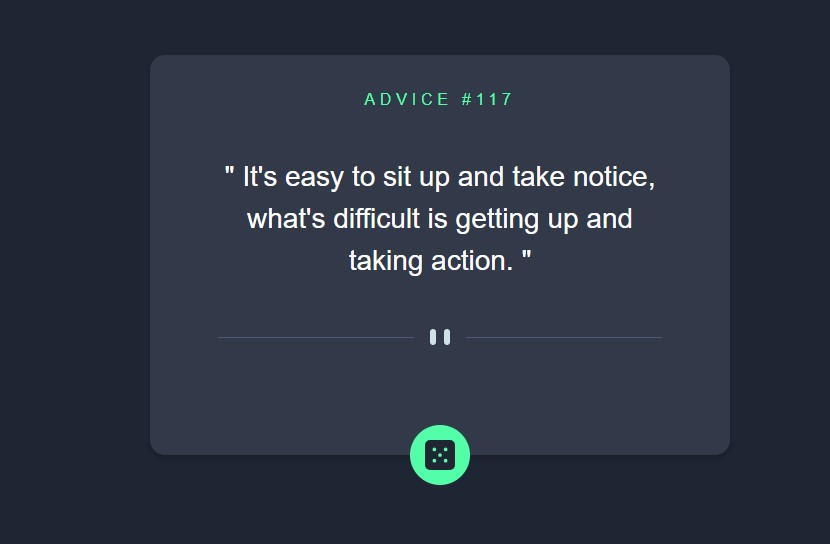 ADVICE #117
" It's easy to sit up and take notice,
what's difficult is getting up and
taking action. "